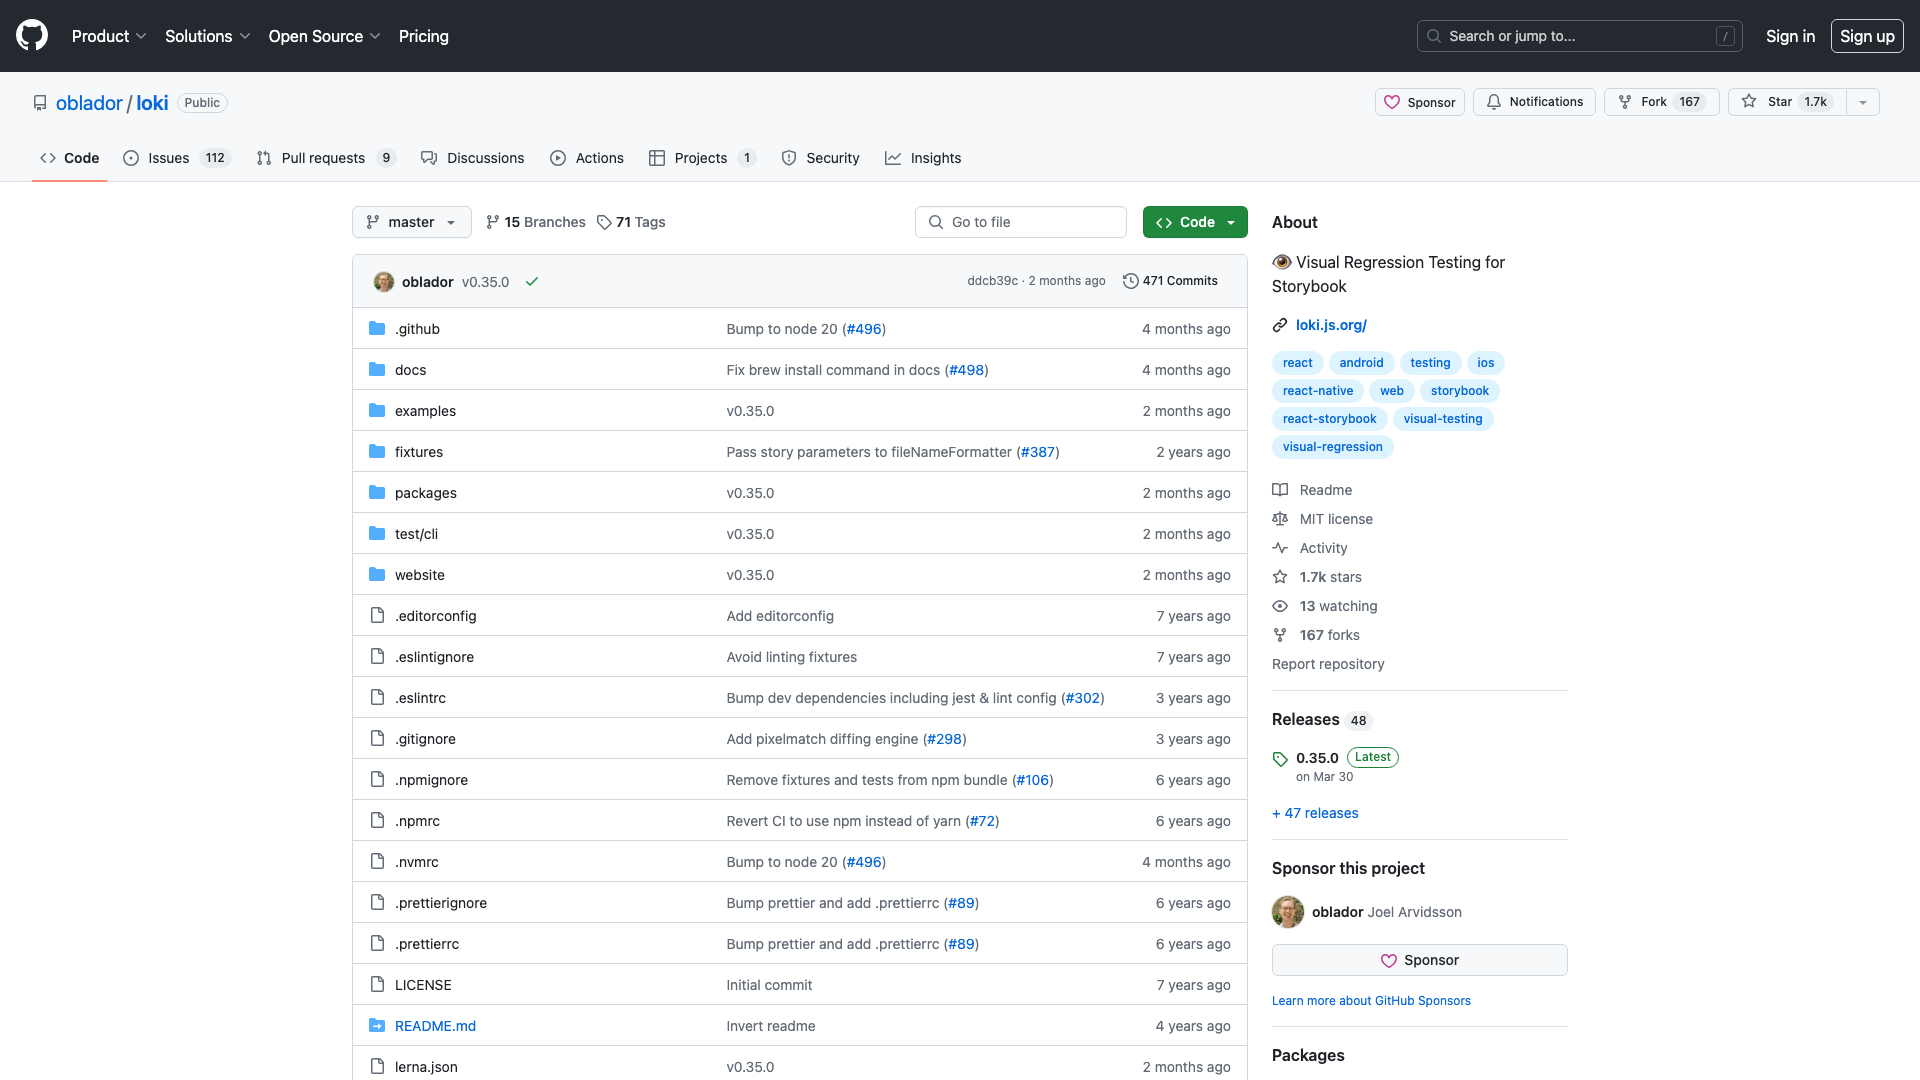 Product Solutions Open Source Pricing Search or jump to... / Sign in Sign up
oblador / loki Public Sponsor Notifications Fork 167 Star 1.7k
Code Issues 112 Pull requests 9 Discussions Actions Projects 1 Security Insights
master 15 Branches 71 Tags Go to file Code
oblador v0.35.0 ddcb39c · 2 months ago 471 Commits
.github Bump to node 20 (#496) 4 months ago
docs Fix brew install command in docs (#498) 4 months ago
examples v0.35.0 2 months ago
fixtures Pass story parameters to fileNameFormatter (#387) 2 years ago
packages v0.35.0 2 months ago
test/cli v0.35.0 2 months ago
website v0.35.0 2 months ago
.editorconfig Add editorconfig 7 years ago
.eslintignore Avoid linting fixtures 7 years ago
.eslintrc Bump dev dependencies including jest & lint config (#302) 3 years ago
.gitignore Add pixelmatch diffing engine (#298) 3 years ago
.npmignore Remove fixtures and tests from npm bundle (#106) 6 years ago
.npmrc Revert CI to use npm instead of yarn (#72) 6 years ago
.nvmrc Bump to node 20 (#496) 4 months ago
.prettierignore Bump prettier and add .prettierrc (#89) 6 years ago
.prettierrc Bump prettier and add .prettierrc (#89) 6 years ago
LICENSE Initial commit 7 years ago
README.md Invert readme 4 years ago
lerna.json v0.35.0 2 months ago
About
Visual Regression Testing for
Storybook
loki.js.org/
react android testing ios
react-native web storybook
react-storybook visual-testing
visual-regression
Readme
MIT license
Activity
1.7k stars
13 watching
167 forks
Report repository
Releases 48
0.35.0 Latest
on Mar 30
+ 47 releases
Sponsor this project
oblador Joel Arvidsson
Sponsor
Learn more about GitHub Sponsors
Packages